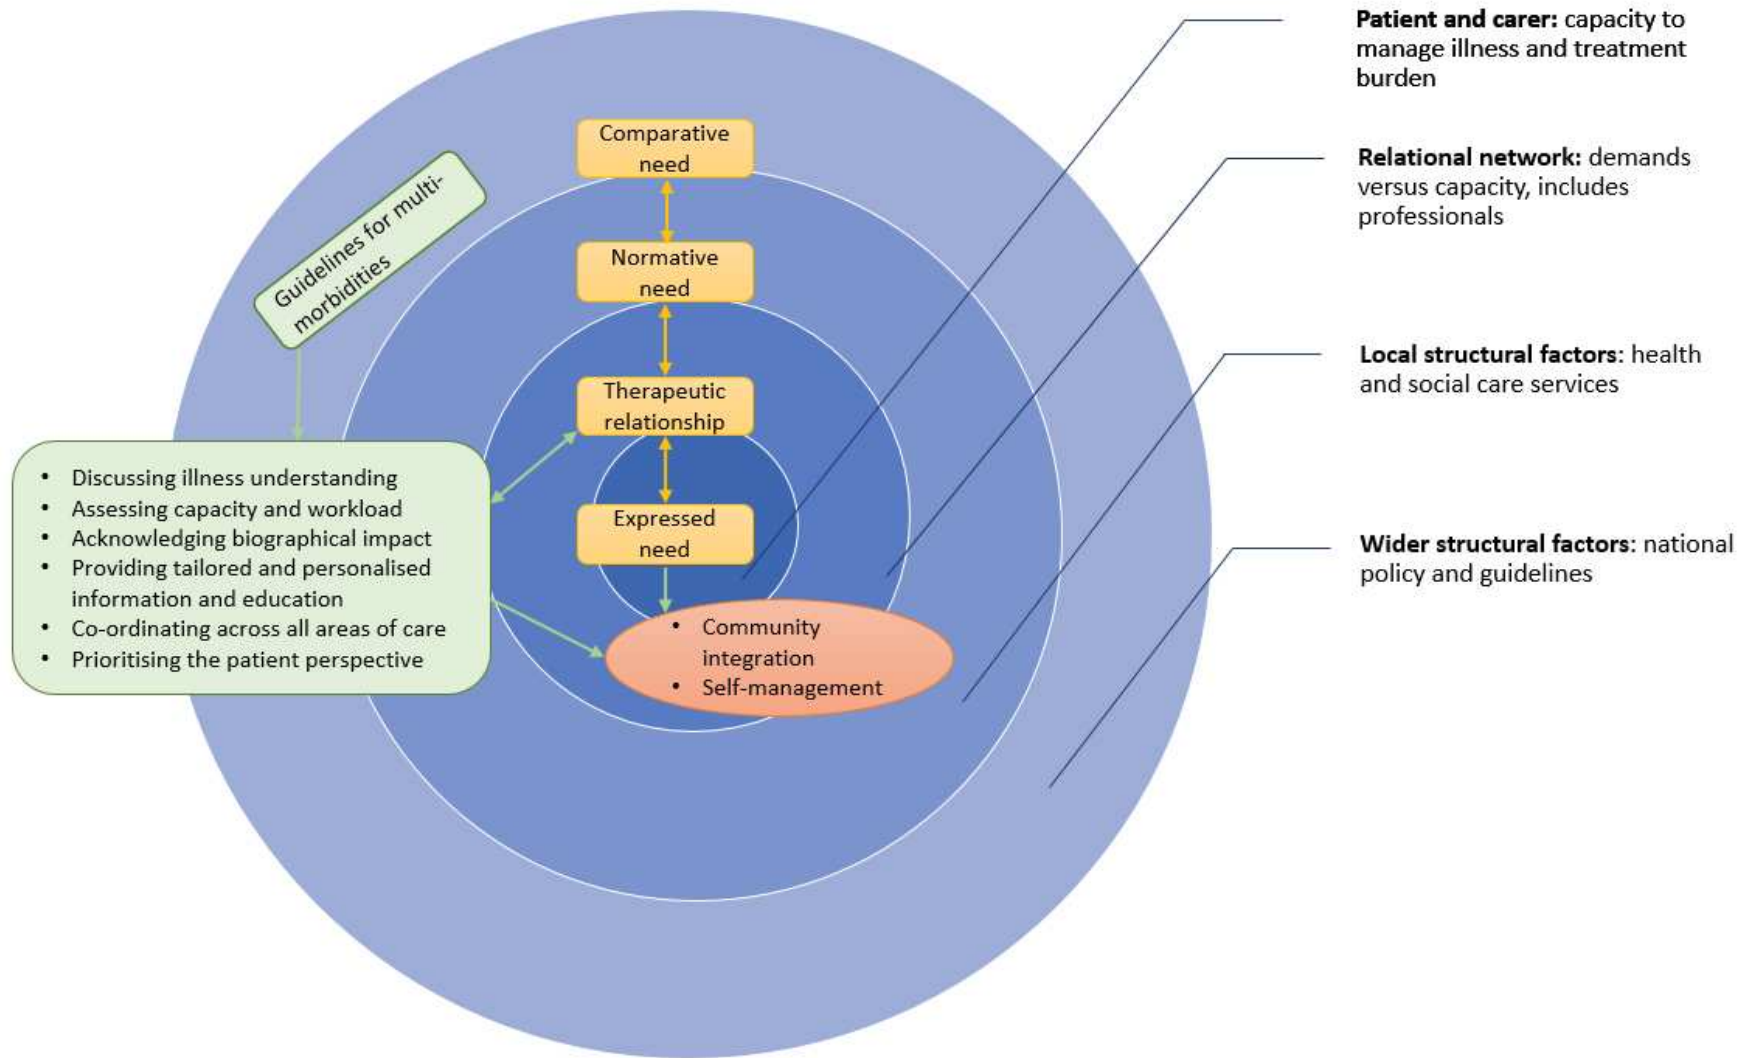 Patient and carer: capacity to
manage illness and treatment
burden
Relational network: demands
versus capacity, includes
professionals
Local structural factors: health
and social care services
Wider structural factors: national
policy and guidelines
Comparative
need
Normative
need
Therapeutic
relationship
Expressed
need
Guidelines for multi-
morbidities
• Discussing illness understanding
• Assessing capacity and workload
• Acknowledging biographical impact
• Providing tailored and personalised
information and education
• Co-ordinating across all areas of care
• Prioritising the patient perspective
• Community
integration
• Self-management